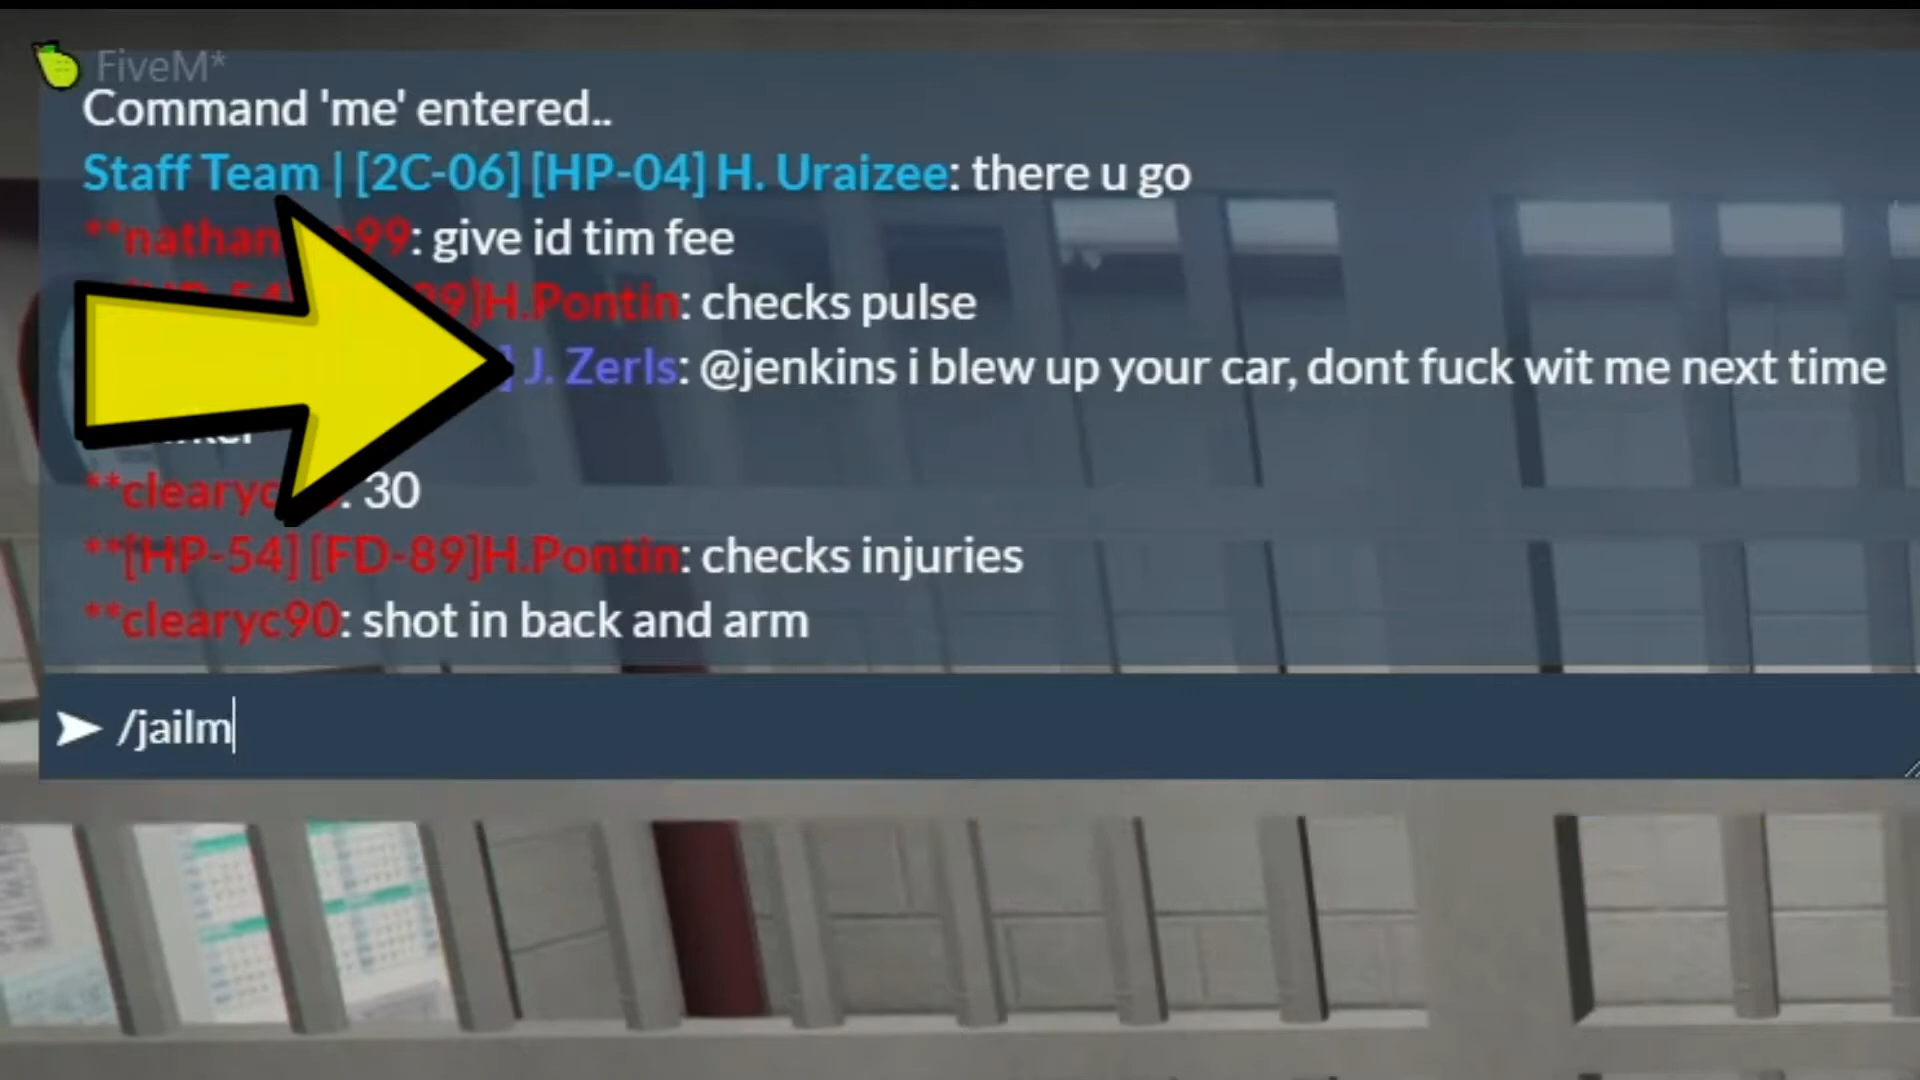 FiveM*
Command 'me' entered..
Staff Team | [2C-06] [HP-04] H. Uraizee: there u go
: give id tim fee
H.Pontin: checks pulse
J. Zerls: @jenkins i blew up your car, dont fuck wit me next time
: 30
**[HP-54] [FD-89]H.Pontin: checks injuries
**clearyc90: shot in back and arm
/jailm